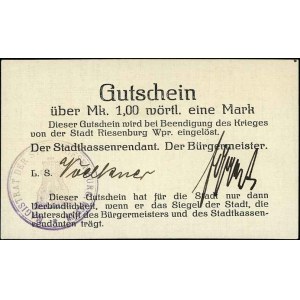 Gutschein
über Mk. 1,00 wörtl. eine Mark
Dieser Gutschein wird bei Beendigung des Krieges
von der Stadt Riesenburg Wpr. eingelöst.
Der Stadtkassenrendant. Der Bürgermeister.
L. S.
Dieser Gutschein hat für die Stadt nur dann
Verbindlichkeit, wenn er das Siegel der Stadt, die
Unterschrift des Bürgermeisters und des Stadtkassen-
rendanten trägt.
MAGISTRAT DER